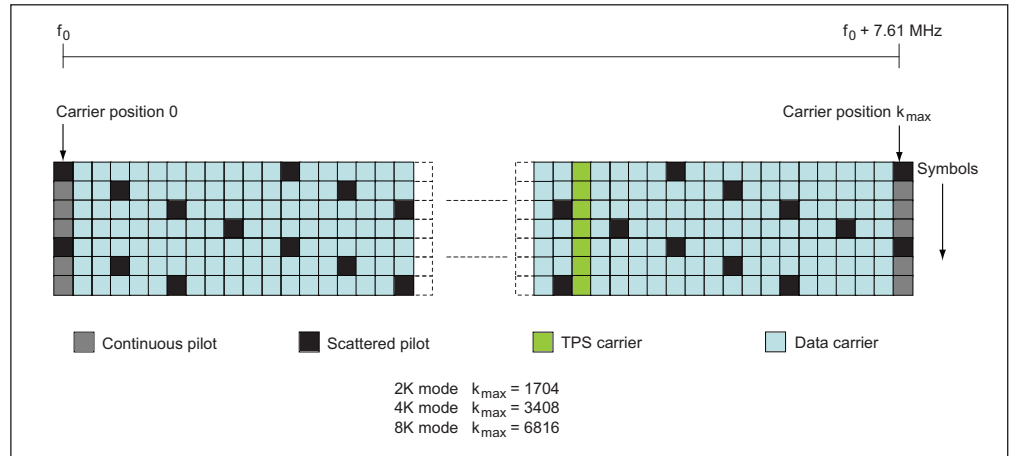 f0 f0 + 7.61 MHz
Carrier position 0 Carrier position kmax
Symbols
Continuous pilot Scattered pilot TPS carrier Data carrier
2K mode kmax = 1704
4K mode kmax = 3408
8K mode kmax = 6816